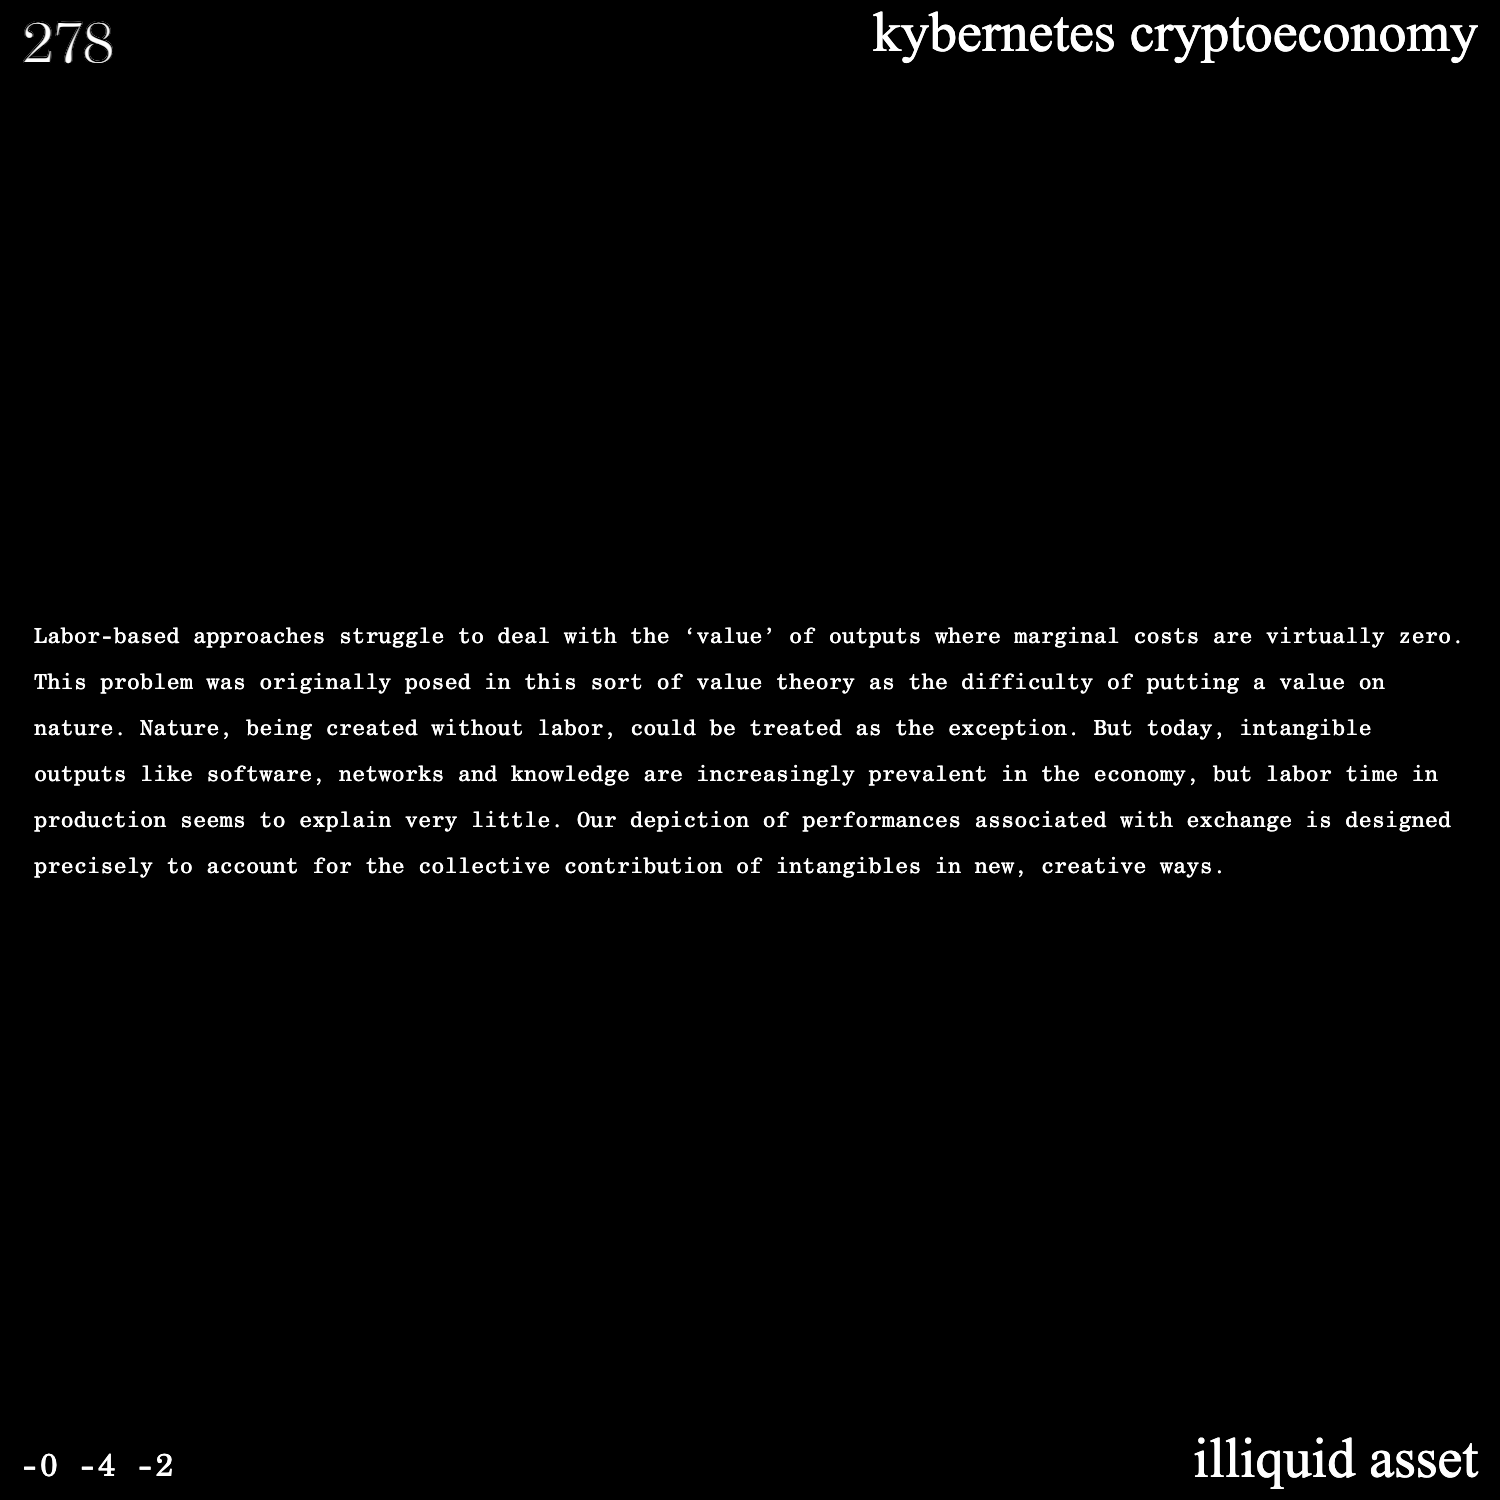 278
kybernetes cryptoeconomy
Labor-based approaches struggle to deal with the ‘value’ of outputs where marginal costs are virtually zero.
This problem was originally posed in this sort of value theory as the difficulty of putting a value on
nature. Nature, being created without labor, could be treated as the exception. But today, intangible
outputs like software, networks and knowledge are increasingly prevalent in the economy, but labor time in
production seems to explain very little. Our depiction of performances associated with exchange is designed
precisely to account for the collective contribution of intangibles in new, creative ways.
-0 -4 -2
illiquid asset